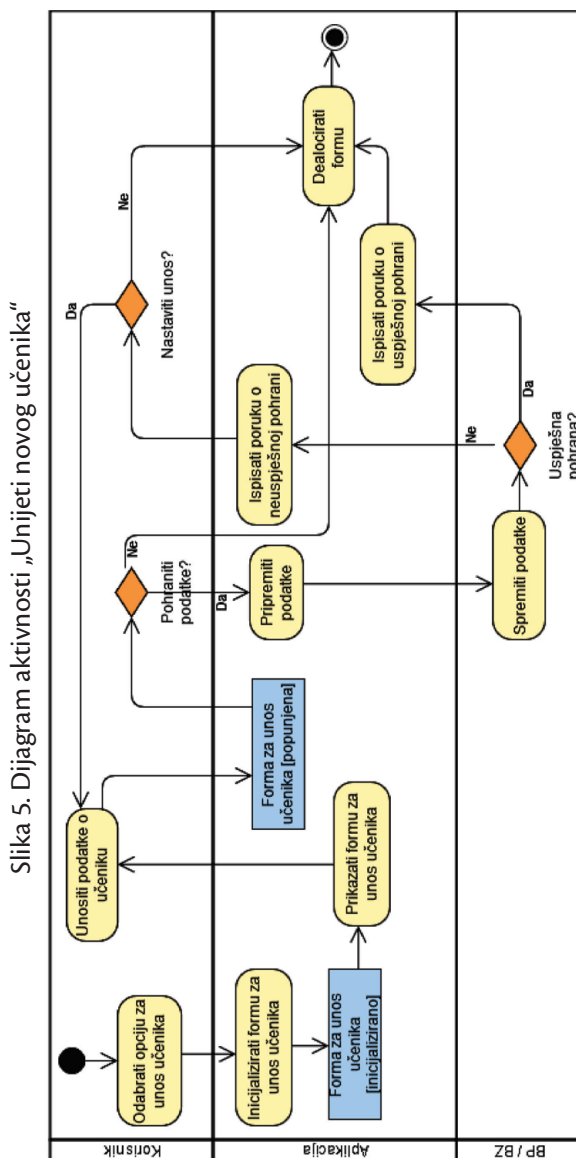 Slika 5. Dijagram aktivnosti „Unijeti novog učenika“
Korisnik
Odabrati opciju za
unos učenika
Unositi podatke o
učeniku
Pohraniti
podatke?
Ne
Da
Nastaviti unos?
Da
Ne
Aplikacija
Inicijalizirati formu za
unos učenika
Forma za unos
učenika
[inicijalizirano]
Prikazati formu za
unos učenika
Forma za unos
učenika [popunjena]
Pripremiti
podatke
Ispisati poruku o
neuspješnoj pohrani
Ispisati poruku o
uspješnoj pohrani
Dealocirati
formu
BP / BZ
Spremiti podatke
Uspješna
pohrana?
Ne
Da